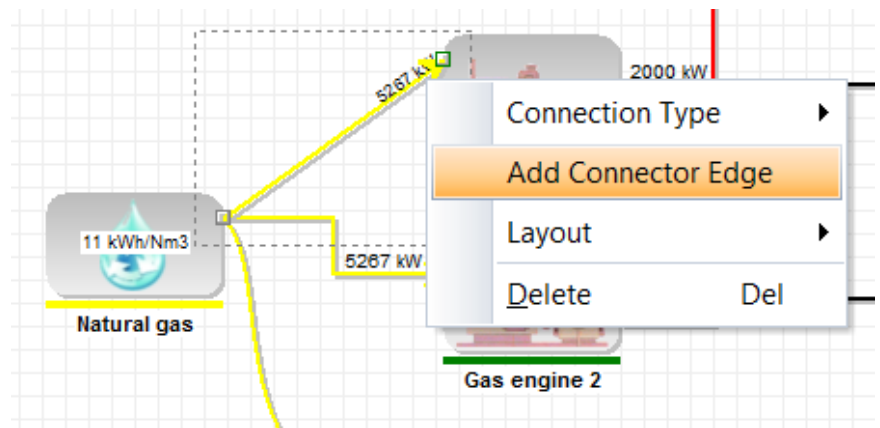 5267 kW
2000 kW
Connection Type
Add Connector Edge
11 kWh/Nm3
Layout
5267 kW
Delete Del
Natural gas
Gas engine 2